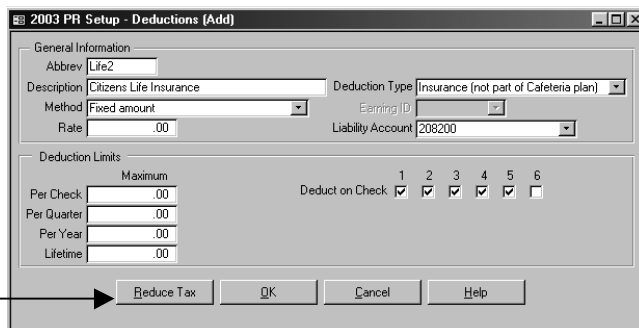 2003 PR Setup - Deductions (Add)
General Information
Abbrev Life2
Description Citizens Life Insurance Deduction Type Insurance (not part of Cafeteria plan)
Method Fixed amount Earning ID
Rate .00 Liability Account 208200
Deduction Limits
Maximum 1 2 3 4 5 6
Per Check .00 Deduct on Check
Per Quarter .00
Per Year .00
Lifetime .00
Reduce Tax OK Cancel Help